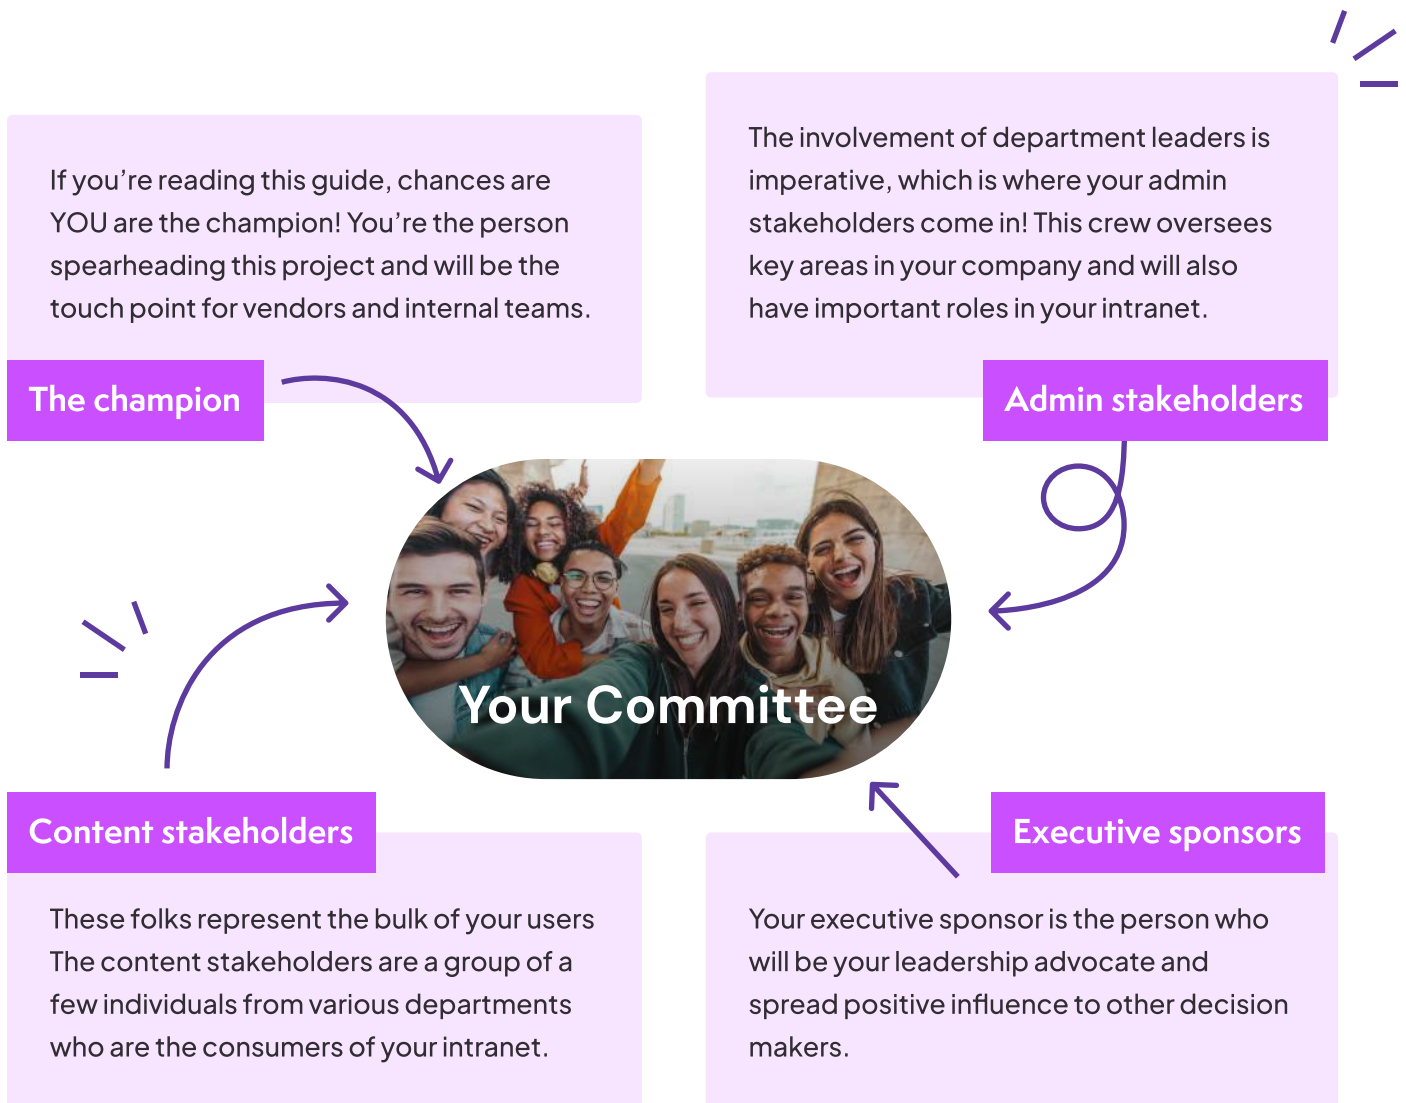 If you’re reading this guide, chances are
YOU are the champion! You’re the person
spearheading this project and will be the
touch point for vendors and internal teams.
The champion
The involvement of department leaders is
imperative, which is where your admin
stakeholders come in! This crew oversees
key areas in your company and will also
have important roles in your intranet.
Admin stakeholders
Your Committee
Content stakeholders
These folks represent the bulk of your users
The content stakeholders are a group of a
few individuals from various departments
who are the consumers of your intranet.
Executive sponsors
Your executive sponsor is the person who
will be your leadership advocate and
spread positive influence to other decision
makers.